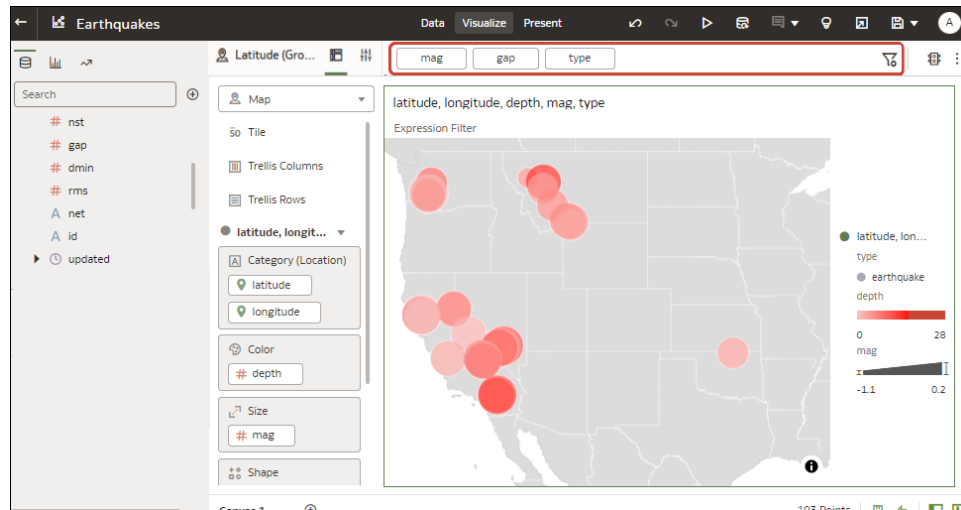 Earthquakes
Data Visualize Present
A
Latitude (Gro...
mag gap type
Search
# nst
# gap
# dmin
# rms
A net
A id
updated
Map
50 Tile
Trellis Columns
Trellis Rows
latitude, longit...
A Category (Location)
latitude
longitude
Color
# depth
Size
# mag
Shape
latitude, longitude, depth, mag, type
Expression Filter
latitude, lon...
type
earthquake
depth
0 28
mag
-1.1 0.2
Canvas 1
103 Points